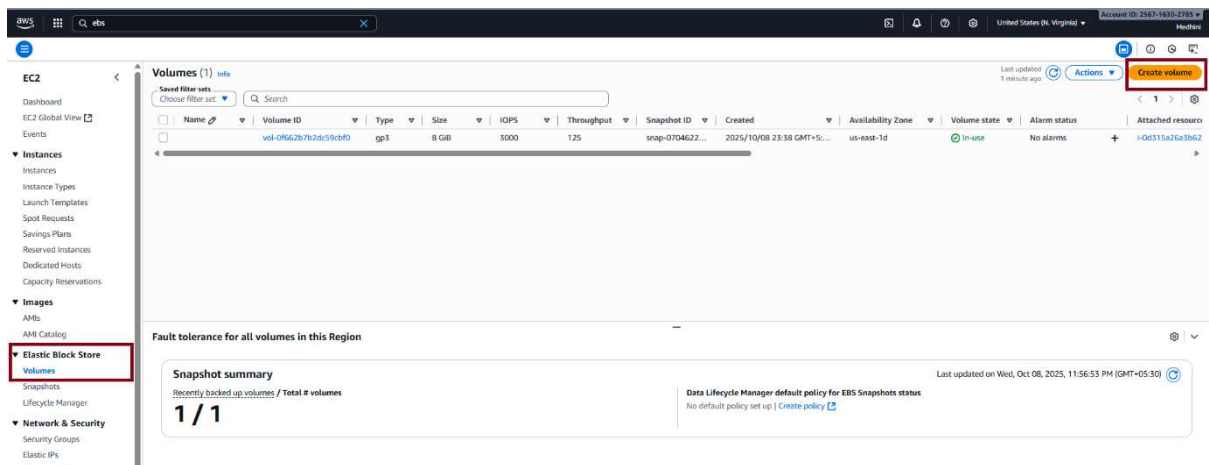 aws
ebs
United States (N. Virginia)
Account ID: 2567-1635-2785
Medhini
EC2
Dashboard
EC2 Global View
Events
Instances
Instances
Instance Types
Launch Templates
Spot Requests
Savings Plans
Reserved Instances
Dedicated Hosts
Capacity Reservations
Images
AMIs
AMI Catalog
Elastic Block Store
Volumes
Snapshots
Lifecycle Manager
Network & Security
Security Groups
Elastic IPs
Volumes (1) Info
Last updated
1 minute ago
Actions
Create volume
Saved filter sets
Choose filter set
Search
1
Name Volume ID Type Size IOPS Throughput Snapshot ID Created Availability Zone Volume state Alarm status Attached resourc
vol-0f662b7b2dc59cbf0 gp3 8 GiB 3000 125 snap-0704622... 2025/10/08 23:38 GMT+5:... us-east-1d In-use No alarms + i-0d315a26a3b62
Fault tolerance for all volumes in this Region
Snapshot summary
Last updated on Wed, Oct 08, 2025, 11:56:53 PM (GMT+05:30)
Recently backed up volumes / Total # volumes
1 / 1
Data Lifecycle Manager default policy for EBS Snapshots status
No default policy set up | Create policy